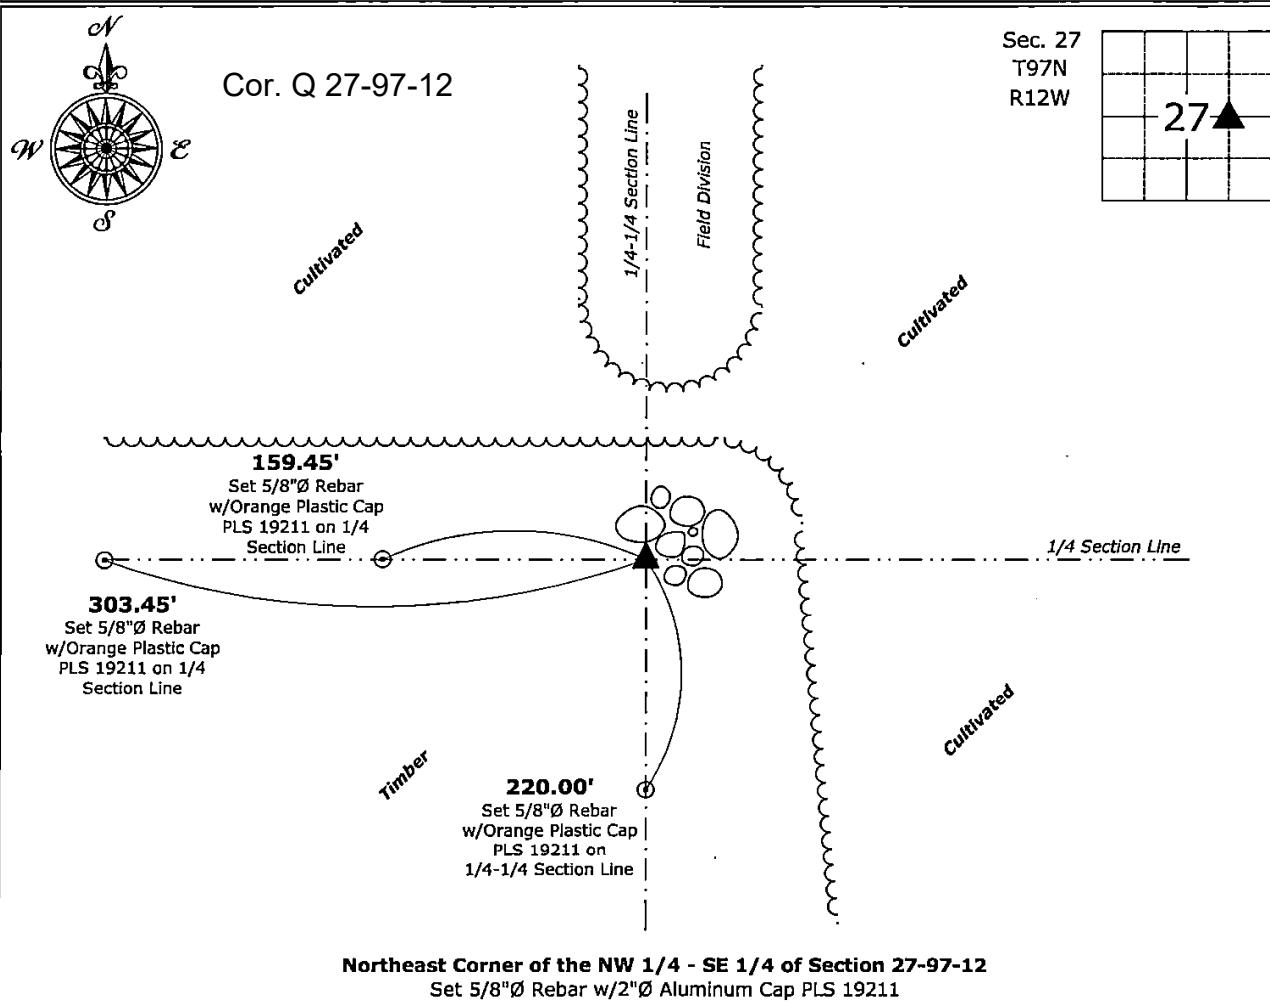 N
W
E
S
Cor. Q 27-97-12
Sec. 27
T97N
R12W
27
1/4-1/4 Section Line
Field Division
Cultivated
Cultivated
159.45'
Set 5/8"Ø Rebar
w/Orange Plastic Cap
PLS 19211 on 1/4
Section Line
1/4 Section Line
303.45'
Set 5/8"Ø Rebar
w/Orange Plastic Cap
PLS 19211 on 1/4
Section Line
Cultivated
Timber
220.00'
Set 5/8"Ø Rebar
w/Orange Plastic Cap
PLS 19211 on
1/4-1/4 Section Line
Northeast Corner of the NW 1/4 - SE 1/4 of Section 27-97-12
Set 5/8"Ø Rebar w/2"Ø Aluminum Cap PLS 19211